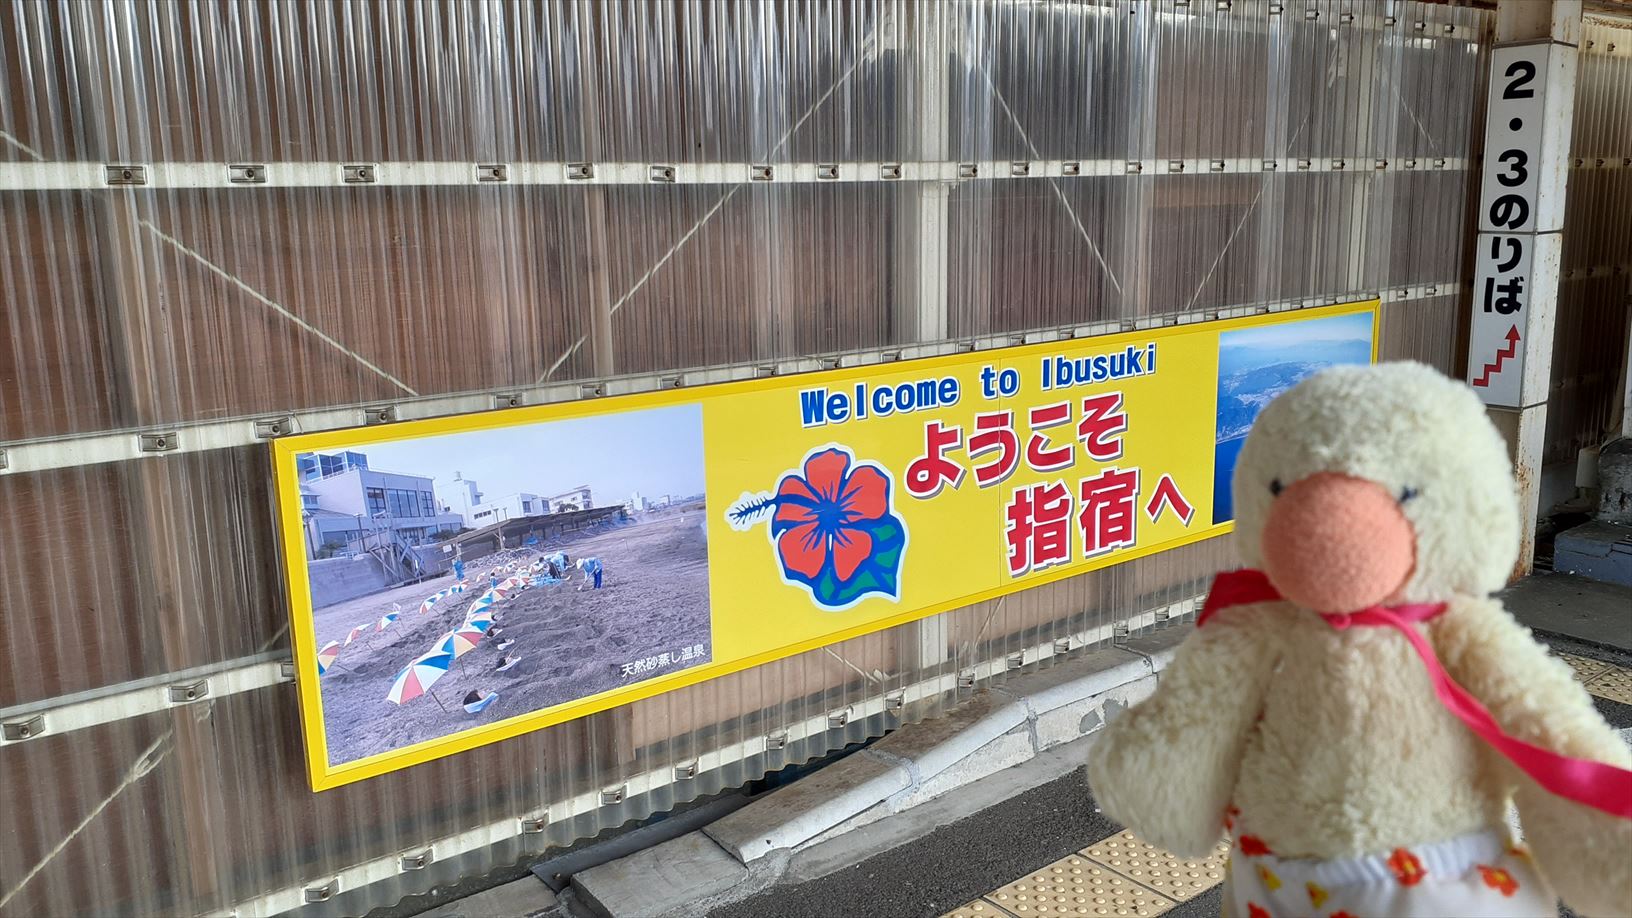 Welcome to Ibusuki
ようこそ
指宿へ
天然砂蒸し温泉
2・3のりば